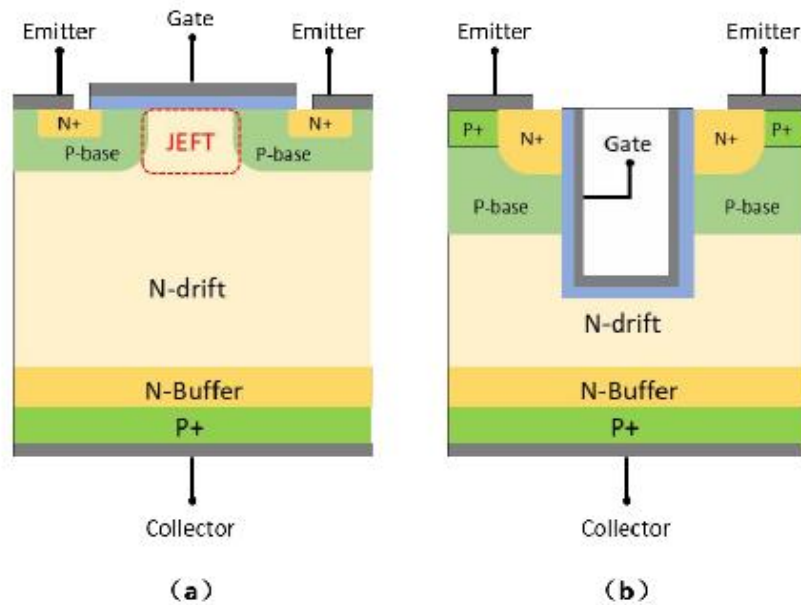 Emitter
Gate
Emitter
N+
JEFT
N+
P-base
P-base
N-drift
N-Buffer
P+
Collector
(a)
Emitter
Emitter
P+
N+
Gate
N+
P+
P-base
P-base
N-drift
N-Buffer
P+
Collector
(b)